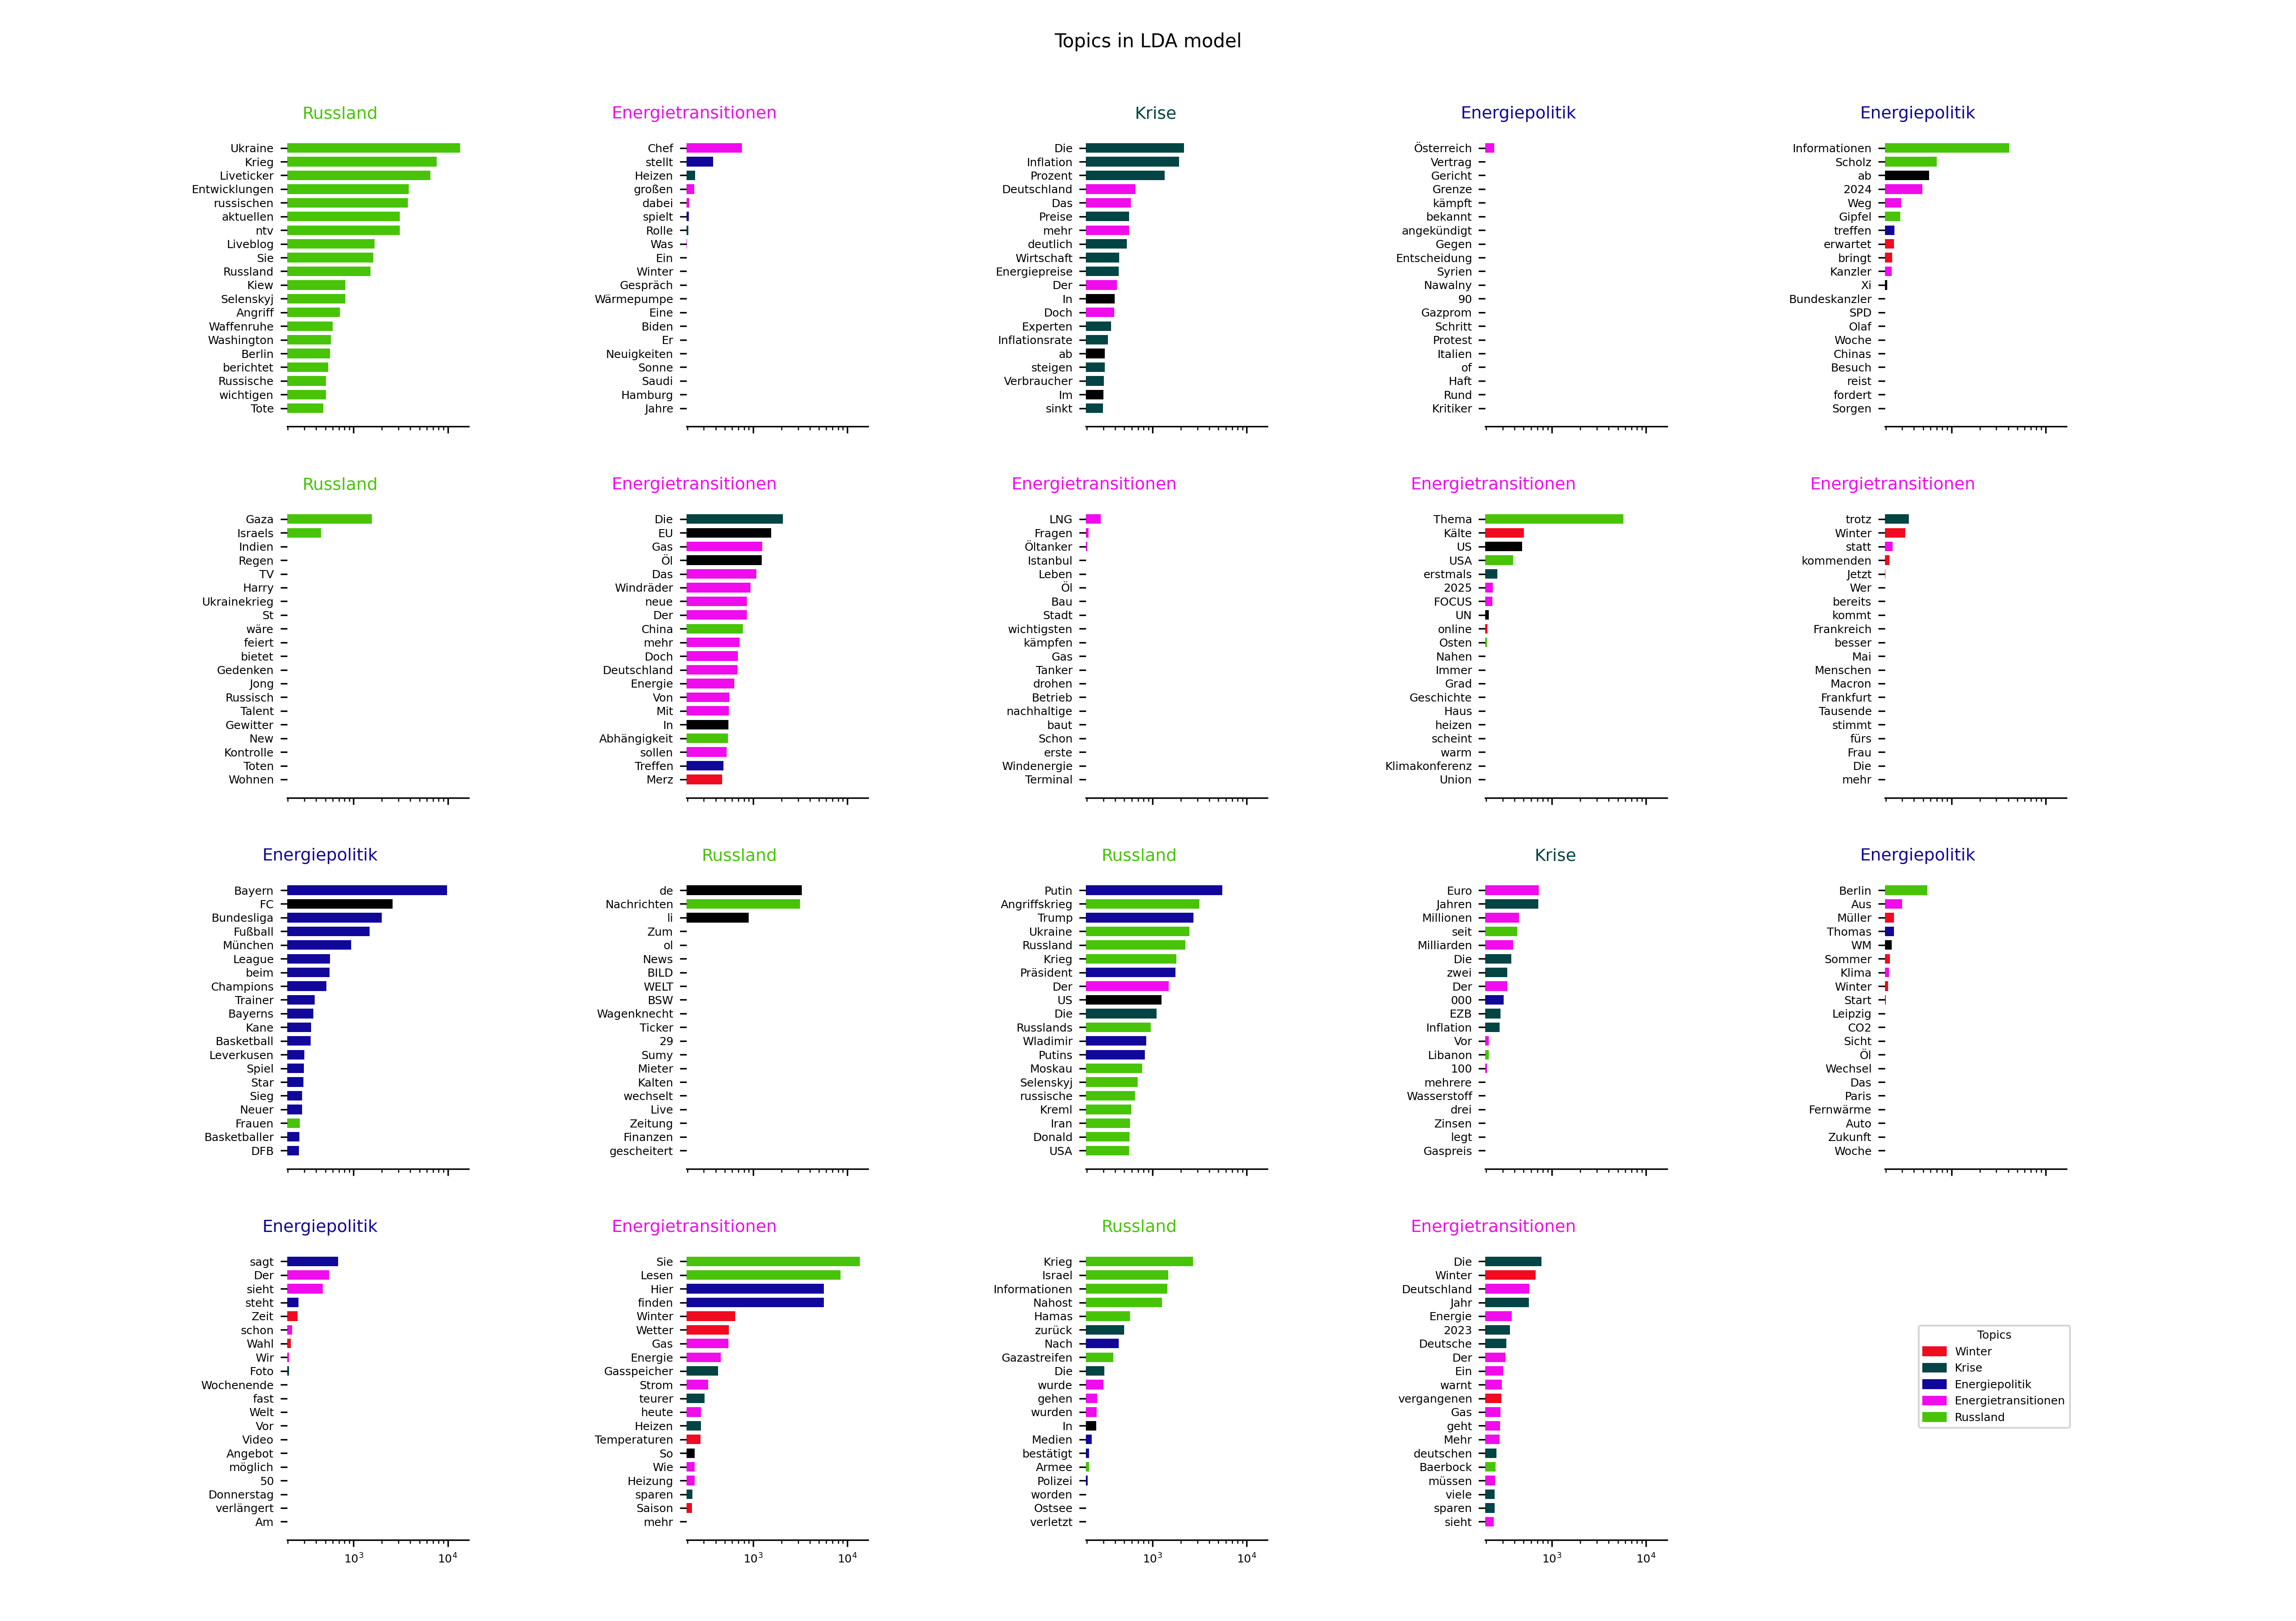 Topics in LDA model
Russland
Ukraine
Krieg
Liveticker
Entwicklungen
russischen
aktuellen
ntv
Liveblog
Sie
Russland
Kiew
Selenskyj
Angriff
Waffenruhe
Washington
Berlin
berichtet
Russische
wichtigen
Tote
Energietransitionen
Chef
stellt
Heizen
großen
dabei
spielt
Rolle
Was
Ein
Winter
Gespräch
Wärmepumpe
Eine
Biden
Er
Neuigkeiten
Sonne
Saudi
Hamburg
Jahre
Krise
Die
Inflation
Prozent
Deutschland
Das
Preise
mehr
deutlich
Wirtschaft
Energiepreise
Der
In
Doch
Experten
Inflationsrate
ab
steigen
Verbraucher
Im
sinkt
Energiepolitik
Österreich
Vertrag
Gericht
Grenze
kämpft
bekannt
angekündigt
Gegen
Entscheidung
Syrien
Nawalny
90
Gazprom
Schritt
Protest
Italien
of
Haft
Rund
Kritiker
Energiepolitik
Informationen
Scholz
ab
2024
Weg
Gipfel
treffen
erwartet
bringt
Kanzler
Xi
Bundeskanzler
SPD
Olaf
Woche
Chinas
Besuch
reist
fordert
Sorgen
Russland
Gaza
Israels
Indien
Regen
TV
Harry
Ukrainekrieg
St
wäre
feiert
bietet
Gedenken
Jong
Russisch
Talent
Gewitter
New
Kontrolle
Toten
Wohnen
Energietransitionen
Die
EU
Gas
Öl
Das
Windräder
neue
Der
China
mehr
Doch
Deutschland
Energie
Von
Mit
In
Abhängigkeit
sollen
Treffen
Merz
Energietransitionen
LNG
Fragen
Öltanker
Istanbul
Leben
Öl
Bau
Stadt
wichtigsten
kämpfen
Gas
Tanker
drohen
Betrieb
nachhaltige
baut
Schon
erste
Windenergie
Terminal
Energietransitionen
Thema
Kälte
US
USA
erstmals
2025
FOCUS
UN
online
Osten
Nahen
Immer
Grad
Geschichte
Haus
heizen
scheint
warm
Klimakonferenz
Union
Energietransitionen
trotz
Winter
statt
kommenden
Jetzt
Wer
bereits
kommt
Frankreich
besser
Mai
Menschen
Macron
Frankfurt
Tausende
stimmt
fürs
Frau
Die
mehr
Energiepolitik
Bayern
FC
Bundesliga
Fußball
München
League
beim
Champions
Trainer
Bayerns
Kane
Basketball
Leverkusen
Spiel
Star
Sieg
Neuer
Frauen
Basketballer
DFB
Russland
de
Nachrichten
li
Zum
ol
News
BILD
WELT
BSW
Wagenknecht
Ticker
29
Sumy
Mieter
Kalten
wechselt
Live
Zeitung
Finanzen
gescheitert
Russland
Putin
Angriffskrieg
Trump
Ukraine
Russland
Krieg
Präsident
Der
US
Die
Russlands
Wladimir
Putins
Moskau
Selenskyj
russische
Kreml
Iran
Donald
USA
Krise
Euro
Jahren
Millionen
seit
Milliarden
Die
zwei
Der
000
EZB
Inflation
Vor
Libanon
100
mehrere
Wasserstoff
drei
Zinsen
legt
Gaspreis
Energiepolitik
Berlin
Aus
Müller
Thomas
WM
Sommer
Klima
Winter
Start
Leipzig
CO2
Sicht
Öl
Wechsel
Das
Paris
Fernwärme
Auto
Zukunft
Woche
Energiepolitik
sagt
Der
sieht
steht
Zeit
schon
Wahl
Wir
Foto
Wochenende
fast
Welt
Vor
Video
Angebot
möglich
50
Donnerstag
verlängert
Am
10³ 10⁴
Energietransitionen
Sie
Lesen
Hier
finden
Winter
Wetter
Gas
Energie
Gasspeicher
Strom
teurer
heute
Heizen
Temperaturen
So
Wie
Heizung
sparen
Saison
mehr
10³ 10⁴
Russland
Krieg
Israel
Informationen
Nahost
Hamas
zurück
Nach
Gazastreifen
Die
wurde
gehen
wurden
In
Medien
bestätigt
Armee
Polizei
worden
Ostsee
verletzt
10³ 10⁴
Energietransitionen
Die
Winter
Deutschland
Jahr
Energie
2023
Deutsche
Der
Ein
warnt
vergangenen
Gas
geht
Mehr
deutschen
Baerbock
müssen
viele
sparen
sieht
10³ 10⁴
Topics
Winter
Krise
Energiepolitik
Energietransitionen
Russland